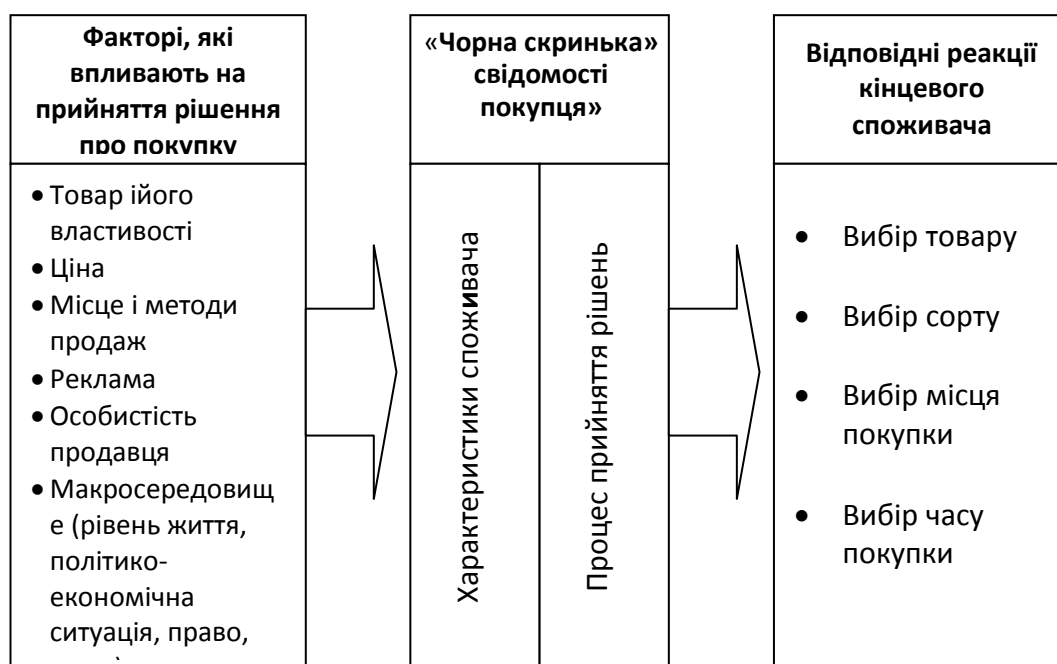 Факторі, які
впливають на
прийняття рішення
про покупку
• Товар ійого
властивості
• Ціна
• Місце і методи
продаж
• Реклама
• Особистість
продавця
• Макросередовищ
е (рівень життя,
політико-
економічна
ситуація, право,
«Чорна скринька»
свідомості
покупця»
Характеристики споживача
Процес прийняття рішень
Відповідні реакції
кінцевого
споживача
• Вибір товару
• Вибір сорту
• Вибір місця
покупки
• Вибір часу
покупки